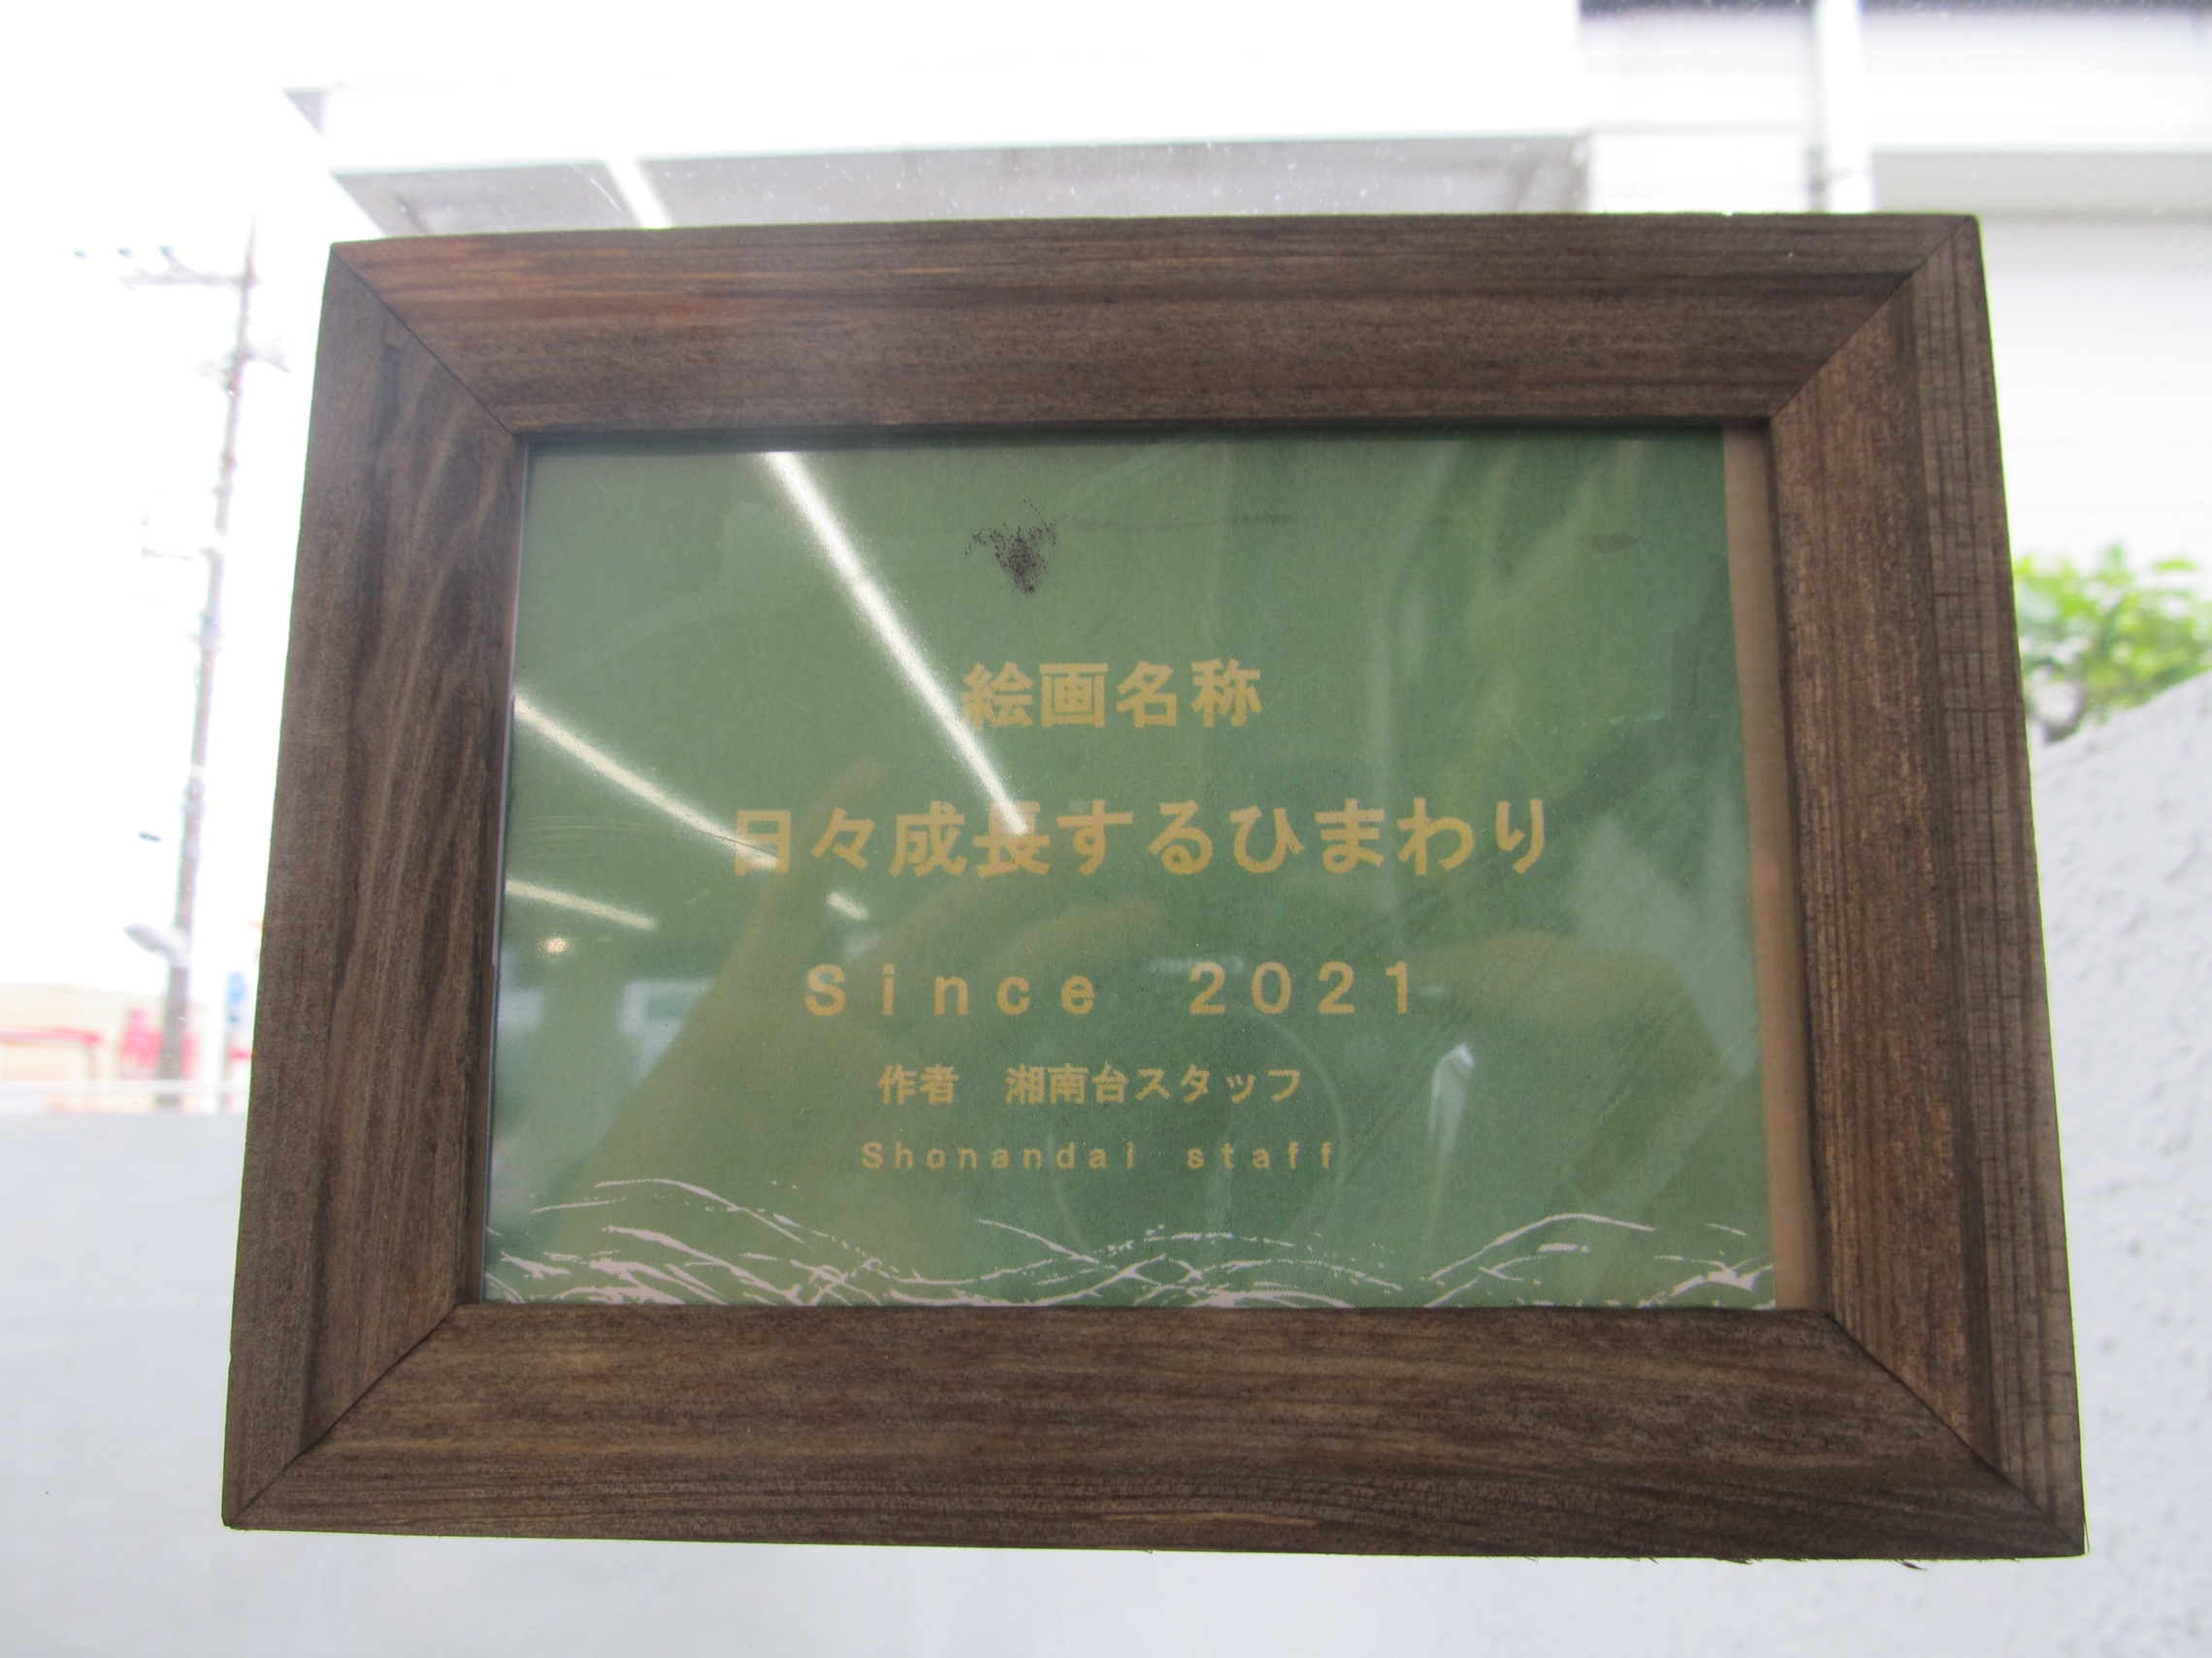 絵画名称
日々成長するひまわり
Since 2021
作者 湘南台スタッフ
Shonandai staff